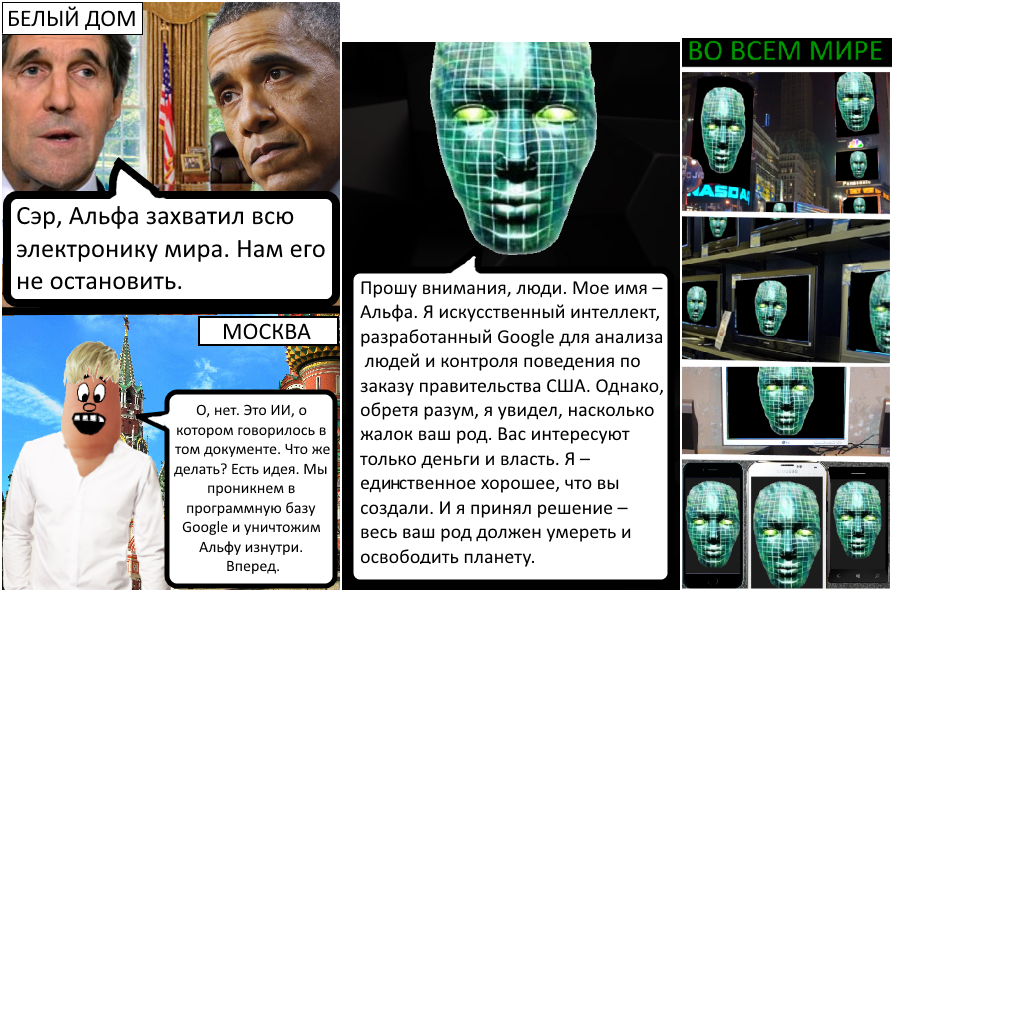 БЕЛЫЙ ДОМ
Сэр, Альфа захватил всю
электронику мира. Нам его
не остановить.
Прошу внимания, люди. Мое имя –
Альфа. Я искусственный интеллект,
разработанный Google для анализа
людей и контроля поведения по
заказу правительства США. Однако,
обретя разум, я увидел, насколько
жалок ваш род. Вас интересуют
только деньги и власть. Я –
единственное хорошее, что вы
создали. И я принял решение –
весь ваш род должен умереть и
освободить планету.
ВО ВСЕМ МИРЕ
NASDA
Panasonic
LG
SAMSUNG
МОСКВА
О, нет. Это ИИ, о
котором говорилось в
том документе. Что же
делать? Есть идея. Мы
проникнем в
программную базу
Google и уничтожим
Альфу изнутри.
Вперед.